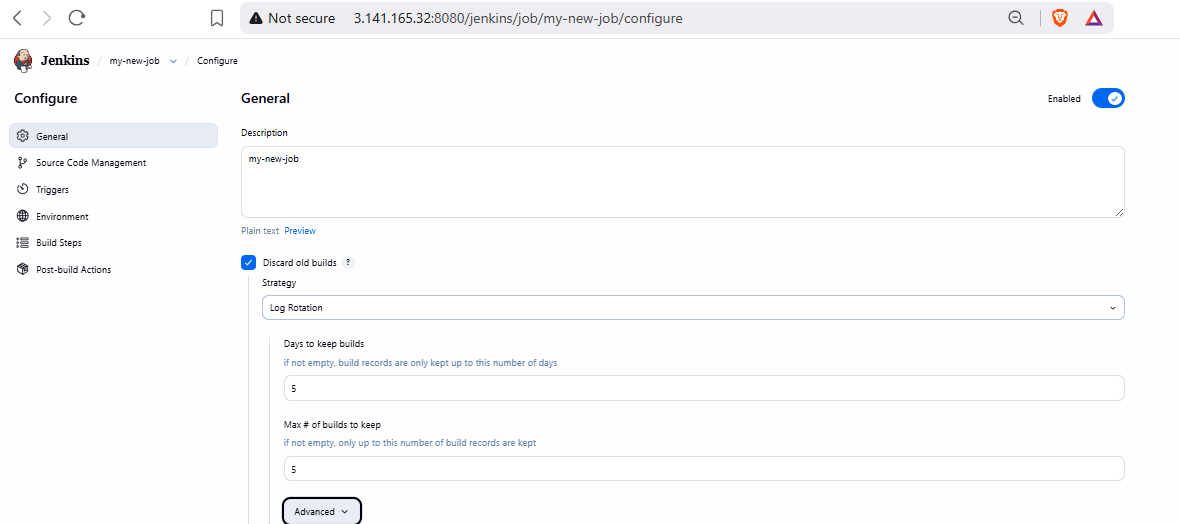 Not secure 3.141.165.32:8080/jenkins/job/my-new-job/configure
Jenkins / my-new-job / Configure
Configure
General
Source Code Management
Triggers
Environment
Build Steps
Post-build Actions
General
Enabled
Description
my-new-job
Plain text Preview
Discard old builds ?
Strategy
Log Rotation
Days to keep builds
if not empty, build records are only kept up to this number of days
5
Max # of builds to keep
if not empty, only up to this number of build records are kept
5
Advanced